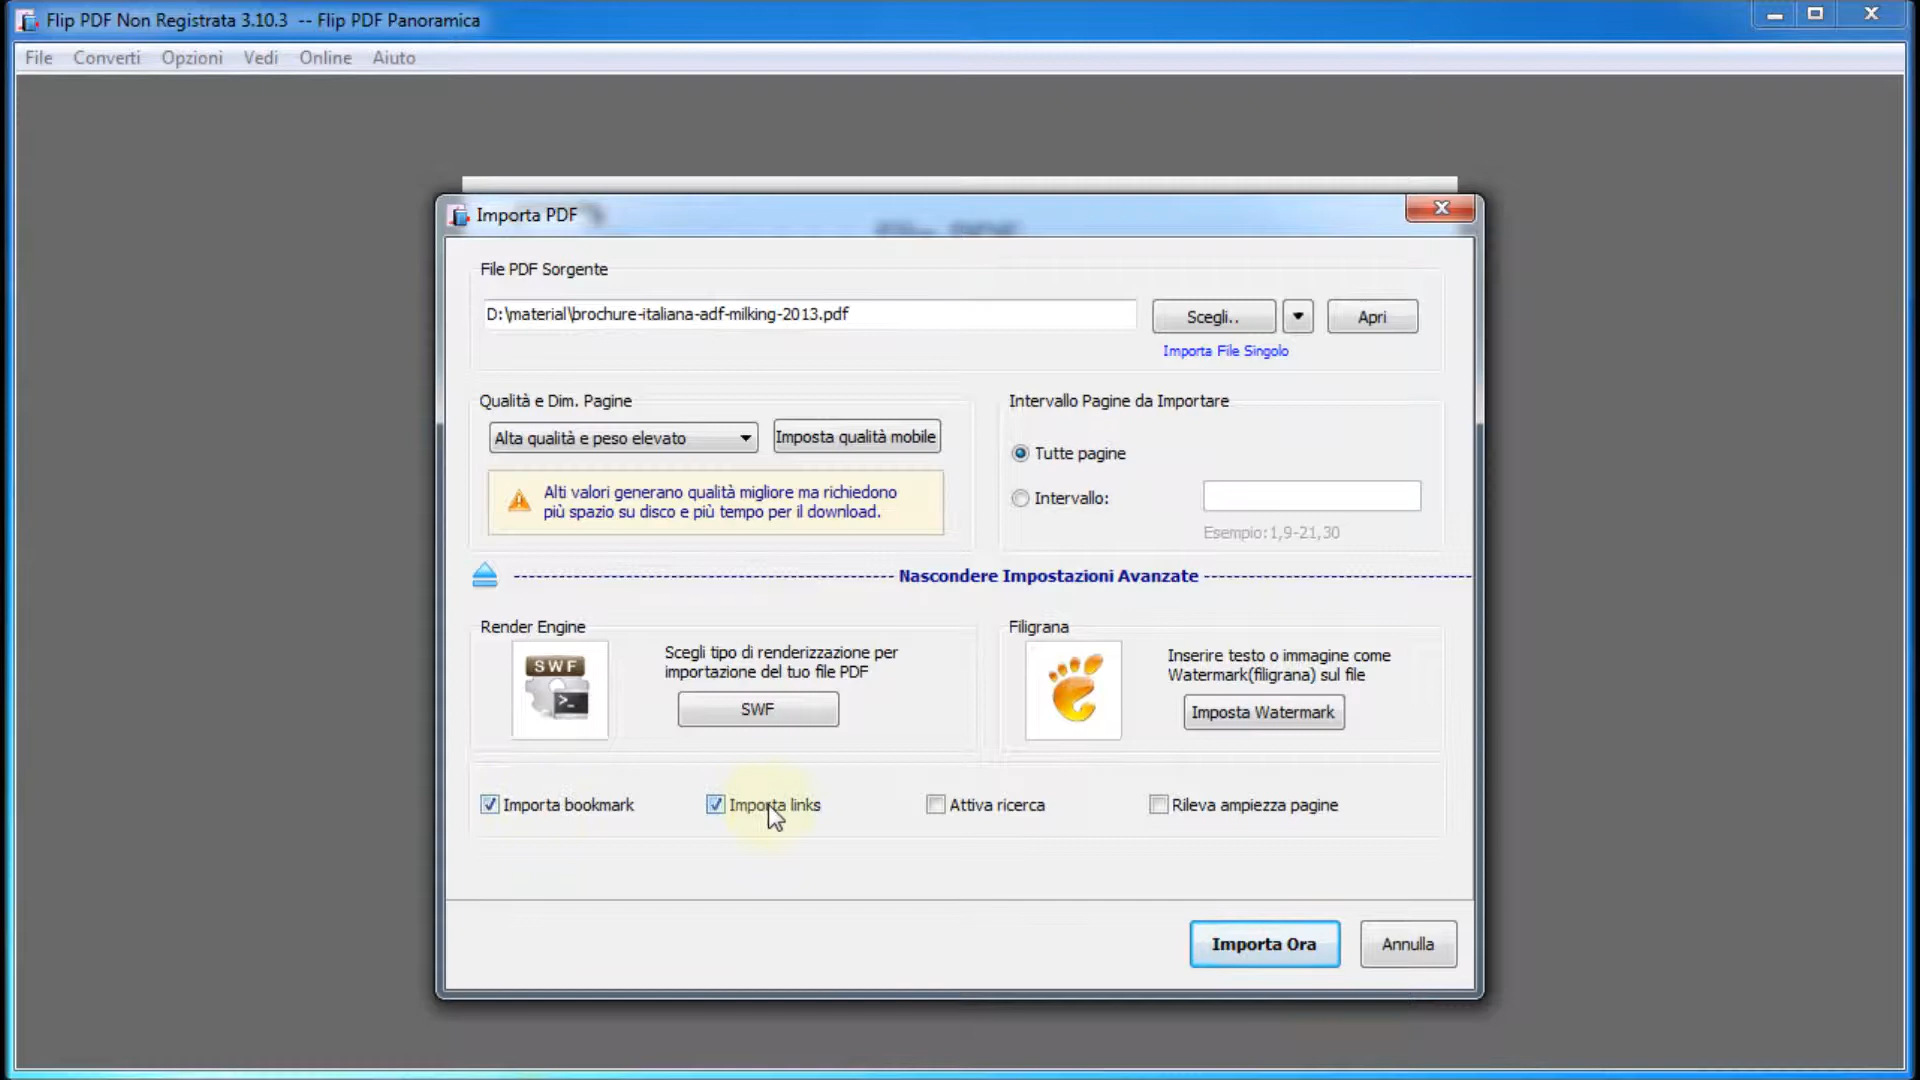 Flip PDF Non Registrata 3.10.3 -- Flip PDF Panoramica
File Converti Opzioni Vedi Online Aiuto
Flip PDF
Importa PDF
File PDF Sorgente
D:\material\brochure-italiana-adf-milking-2013.pdf
Scegli..
Apri
Importa File Singolo
Qualità e Dim. Pagine
Alta qualità e peso elevato
Imposta qualità mobile
Alti valori generano qualità migliore ma richiedono
più spazio su disco e più tempo per il download.
Intervallo Pagine da Importare
Tutte pagine
Intervallo:
Esempio:1,9-21,30
Nascondere Impostazioni Avanzate
Render Engine
SWF
Scegli tipo di renderizzazione per
importazione del tuo file PDF
SWF
Filigrana
Inserire testo o immagine come
Watermark(filigrana) sul file
Imposta Watermark
Importa bookmark
Importa links
Attiva ricerca
Rileva ampiezza pagine
Importa Ora
Annulla